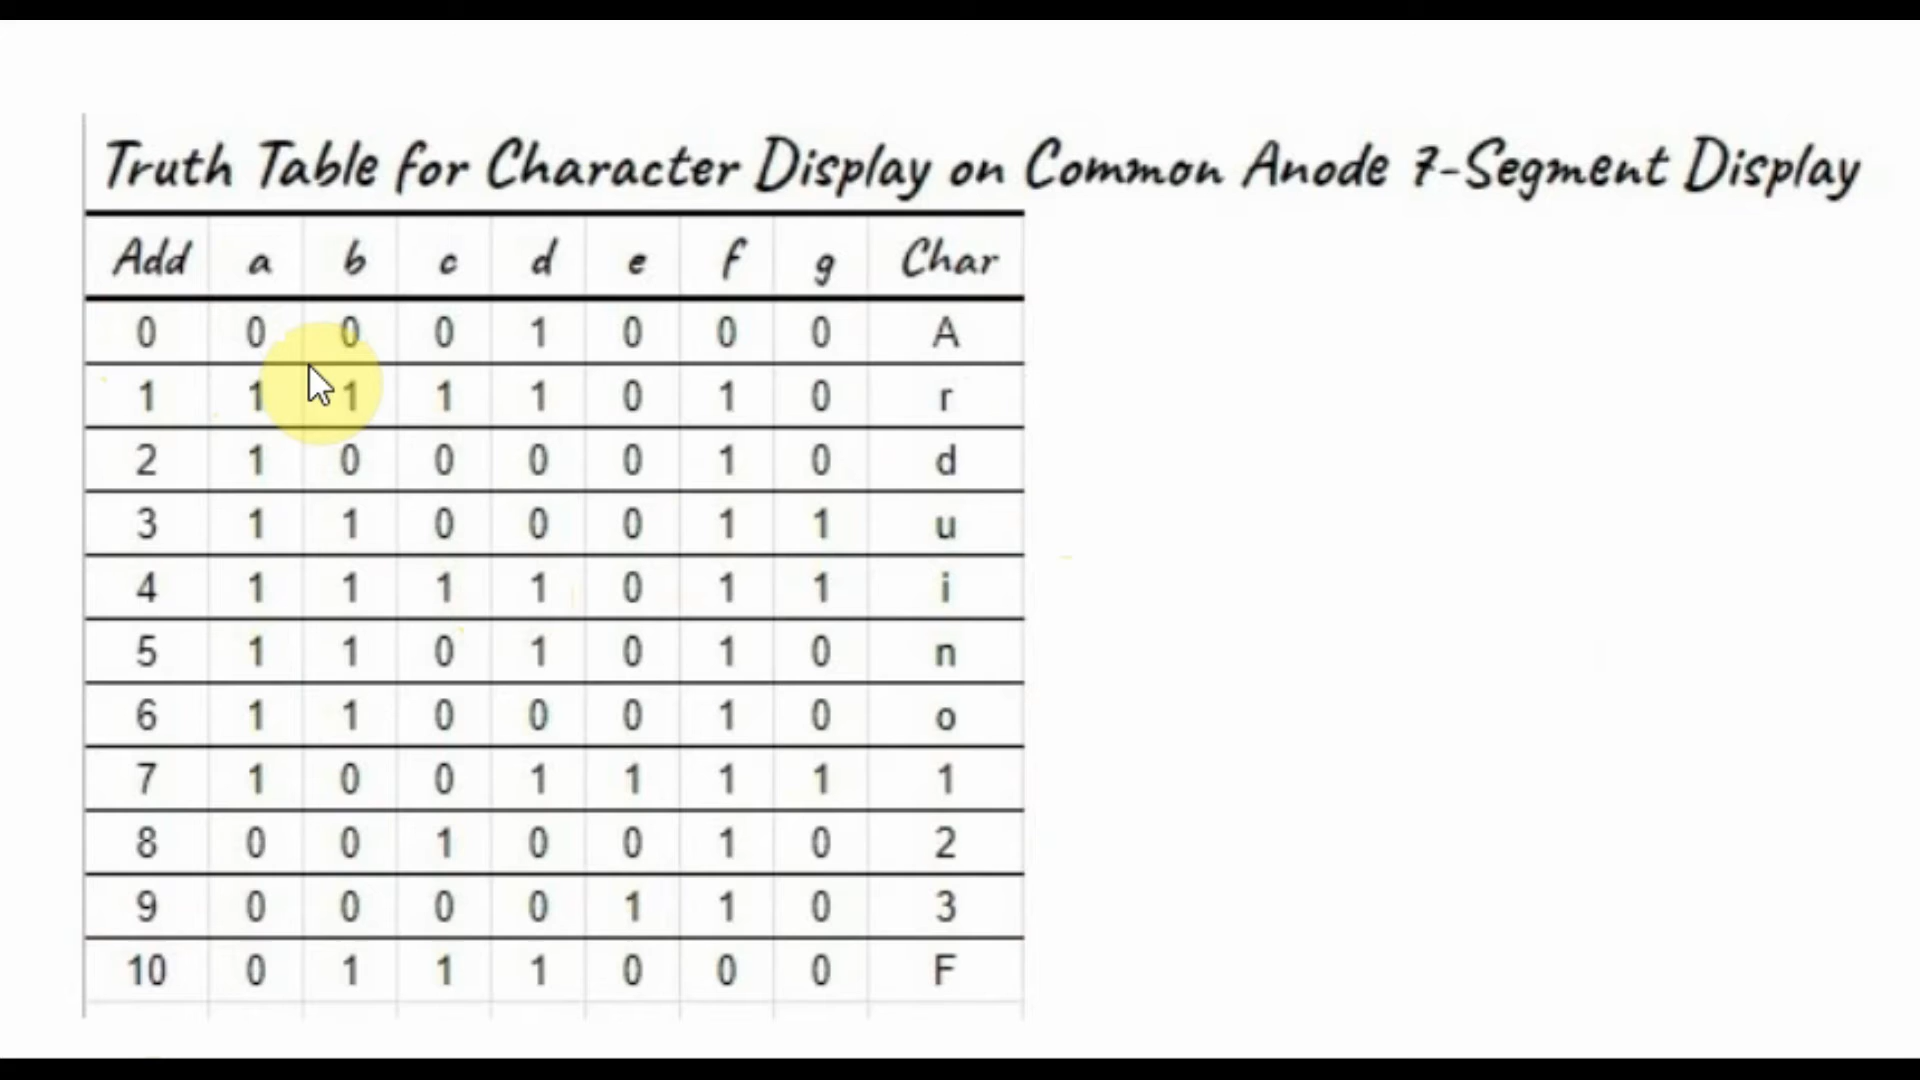 Truth Table for Character Display on Common Anode 7-Segment Display
Add a b c d e f g Char
0 0 0 0 1 0 0 0 A
1 1 1 1 1 0 1 0 r
2 1 0 0 0 0 1 0 d
3 1 1 0 0 0 1 1 u
4 1 1 1 1 0 1 1 i
5 1 1 0 1 0 1 0 n
6 1 1 0 0 0 1 0 o
7 1 0 0 1 1 1 1 1
8 0 0 1 0 0 1 0 2
9 0 0 0 0 1 1 0 3
10 0 1 1 1 0 0 0 F